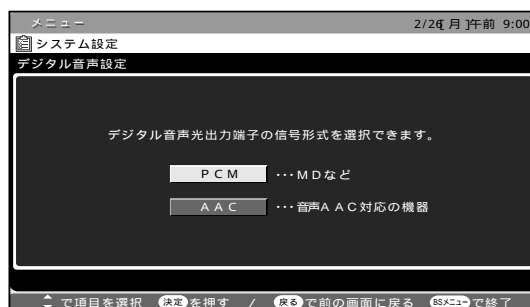 メニュー 2/26[月]午前 9:00
システム設定
デジタル音声設定
デジタル音声光出力端子の信号形式を選択できます。
PCM ・・・MDなど
AAC ・・・音声AAC対応の機器
で項目を選択 決定を押す / 戻るで前の画面に戻る BSメニューで終了